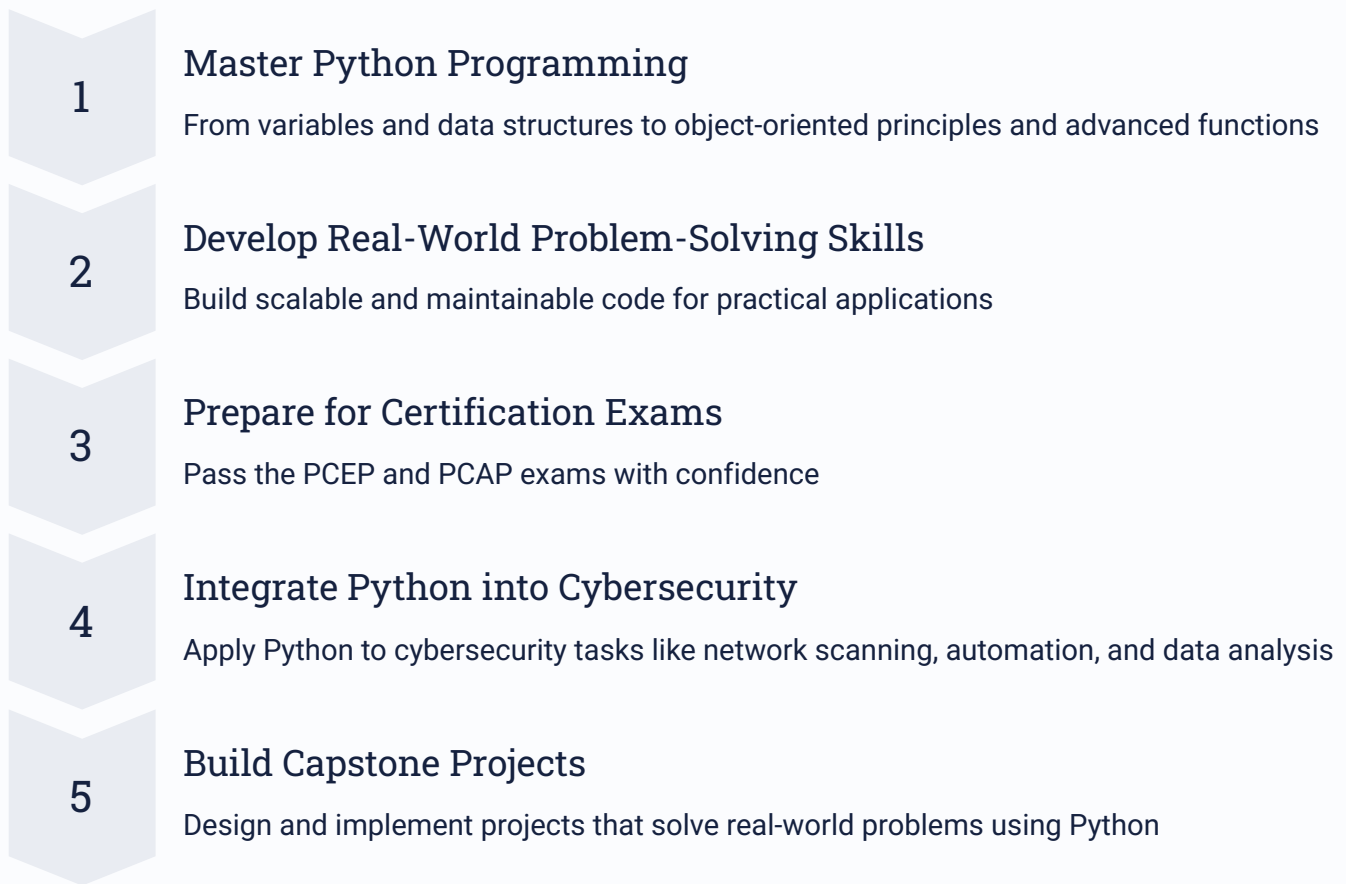 1
Master Python Programming
From variables and data structures to object-oriented principles and advanced functions
2
Develop Real-World Problem-Solving Skills
Build scalable and maintainable code for practical applications
3
Prepare for Certification Exams
Pass the PCEP and PCAP exams with confidence
4
Integrate Python into Cybersecurity
Apply Python to cybersecurity tasks like network scanning, automation, and data analysis
5
Build Capstone Projects
Design and implement projects that solve real-world problems using Python